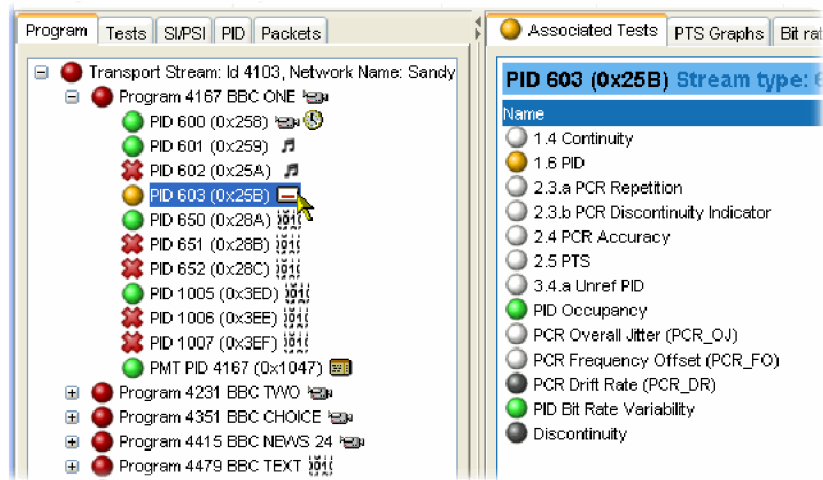 Program Tests SI/PSI PID Packets
Transport Stream: Id 4103, Network Name: Sandy
Program 4167 BBC ONE
PID 600 (0x258)
PID 601 (0x259)
PID 602 (0x25A)
PID 603 (0x25B)
PID 650 (0x28A)
PID 651 (0x28B)
PID 652 (0x28C)
PID 1005 (0x3ED)
PID 1006 (0x3EE)
PID 1007 (0x3EF)
PMT PID 4167 (0x1047)
Program 4231 BBC TWO
Program 4351 BBC CHOICE
Program 4415 BBC NEWS 24
Program 4479 BBC TEXT
Associated Tests PTS Graphs Bit rat
PID 603 (0x25B) Stream type: 6
Name
1.4 Continuity
1.6 PID
2.3.a PCR Repetition
2.3.b PCR Discontinuity Indicator
2.4 PCR Accuracy
2.5 PTS
3.4.a Unref PID
PID Occupancy
PCR Overall Jitter (PCR_OJ)
PCR Frequency Offset (PCR_FO)
PCR Drift Rate (PCR_DR)
PID Bit Rate Variability
Discontinuity